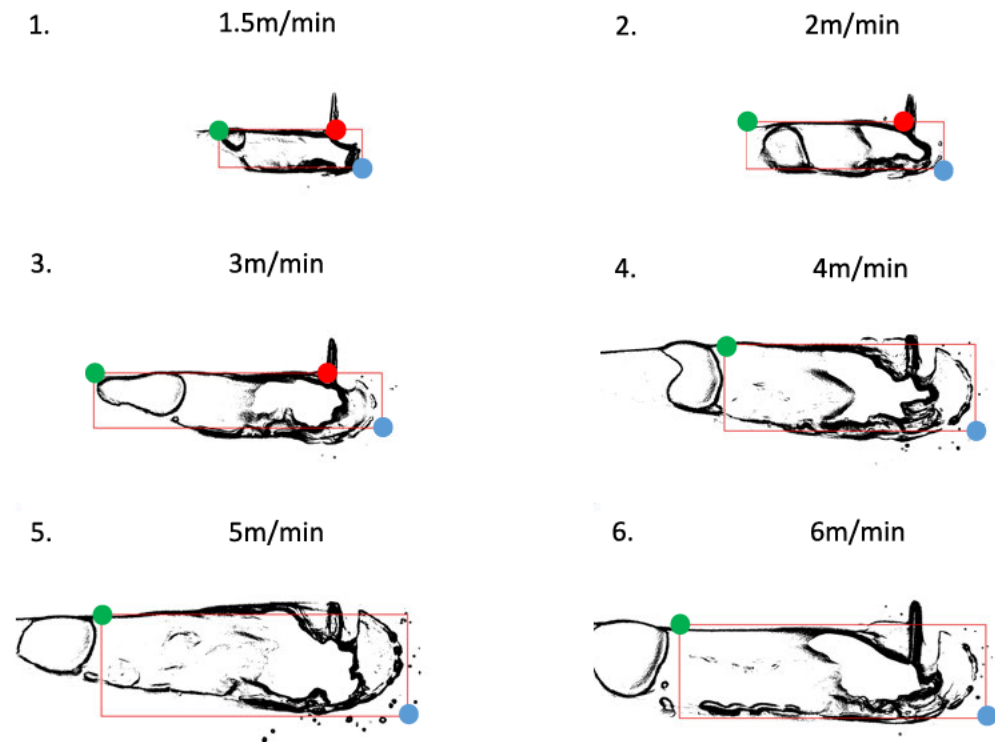 1. 1.5m/min
2. 2m/min
3. 3m/min
4. 4m/min
5. 5m/min
6. 6m/min